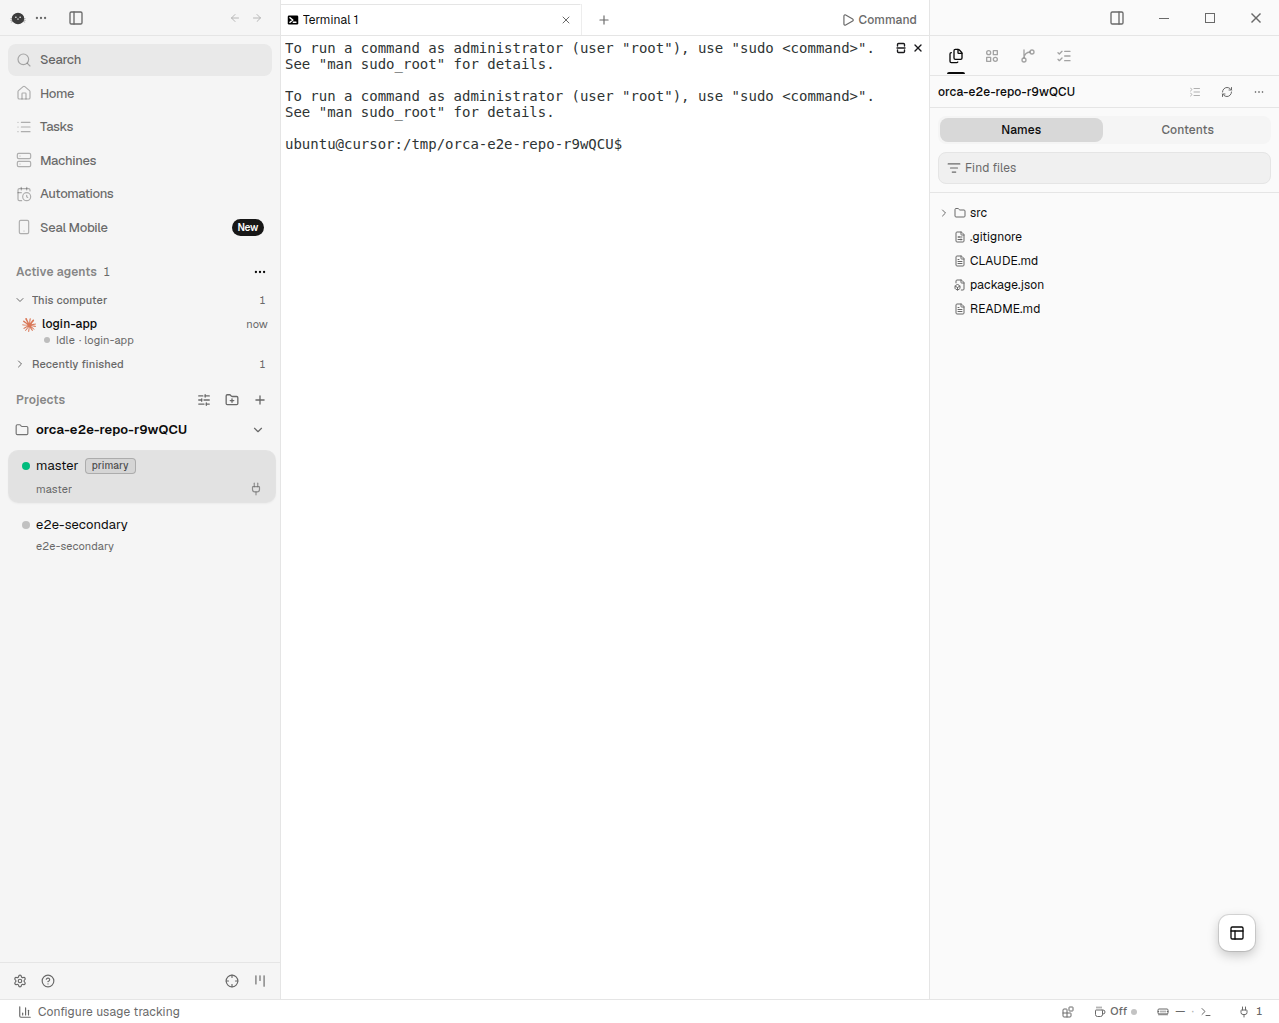 Terminal 1
Command
Search
Home
Tasks
Machines
Automations
Seal Mobile
New
Active agents 1
This computer 1
login-app now
Idle · login-app
Recently finished 1
Projects
orca-e2e-repo-r9wQCU
master primary
master
e2e-secondary
e2e-secondary
To run a command as administrator (user "root"), use "sudo <command>".
See "man sudo_root" for details.
To run a command as administrator (user "root"), use "sudo <command>".
See "man sudo_root" for details.
ubuntu@cursor:/tmp/orca-e2e-repo-r9wQCU$
orca-e2e-repo-r9wQCU
Names
Contents
Find files
src
.gitignore
CLAUDE.md
package.json
README.md
Configure usage tracking
Off
— ·
1